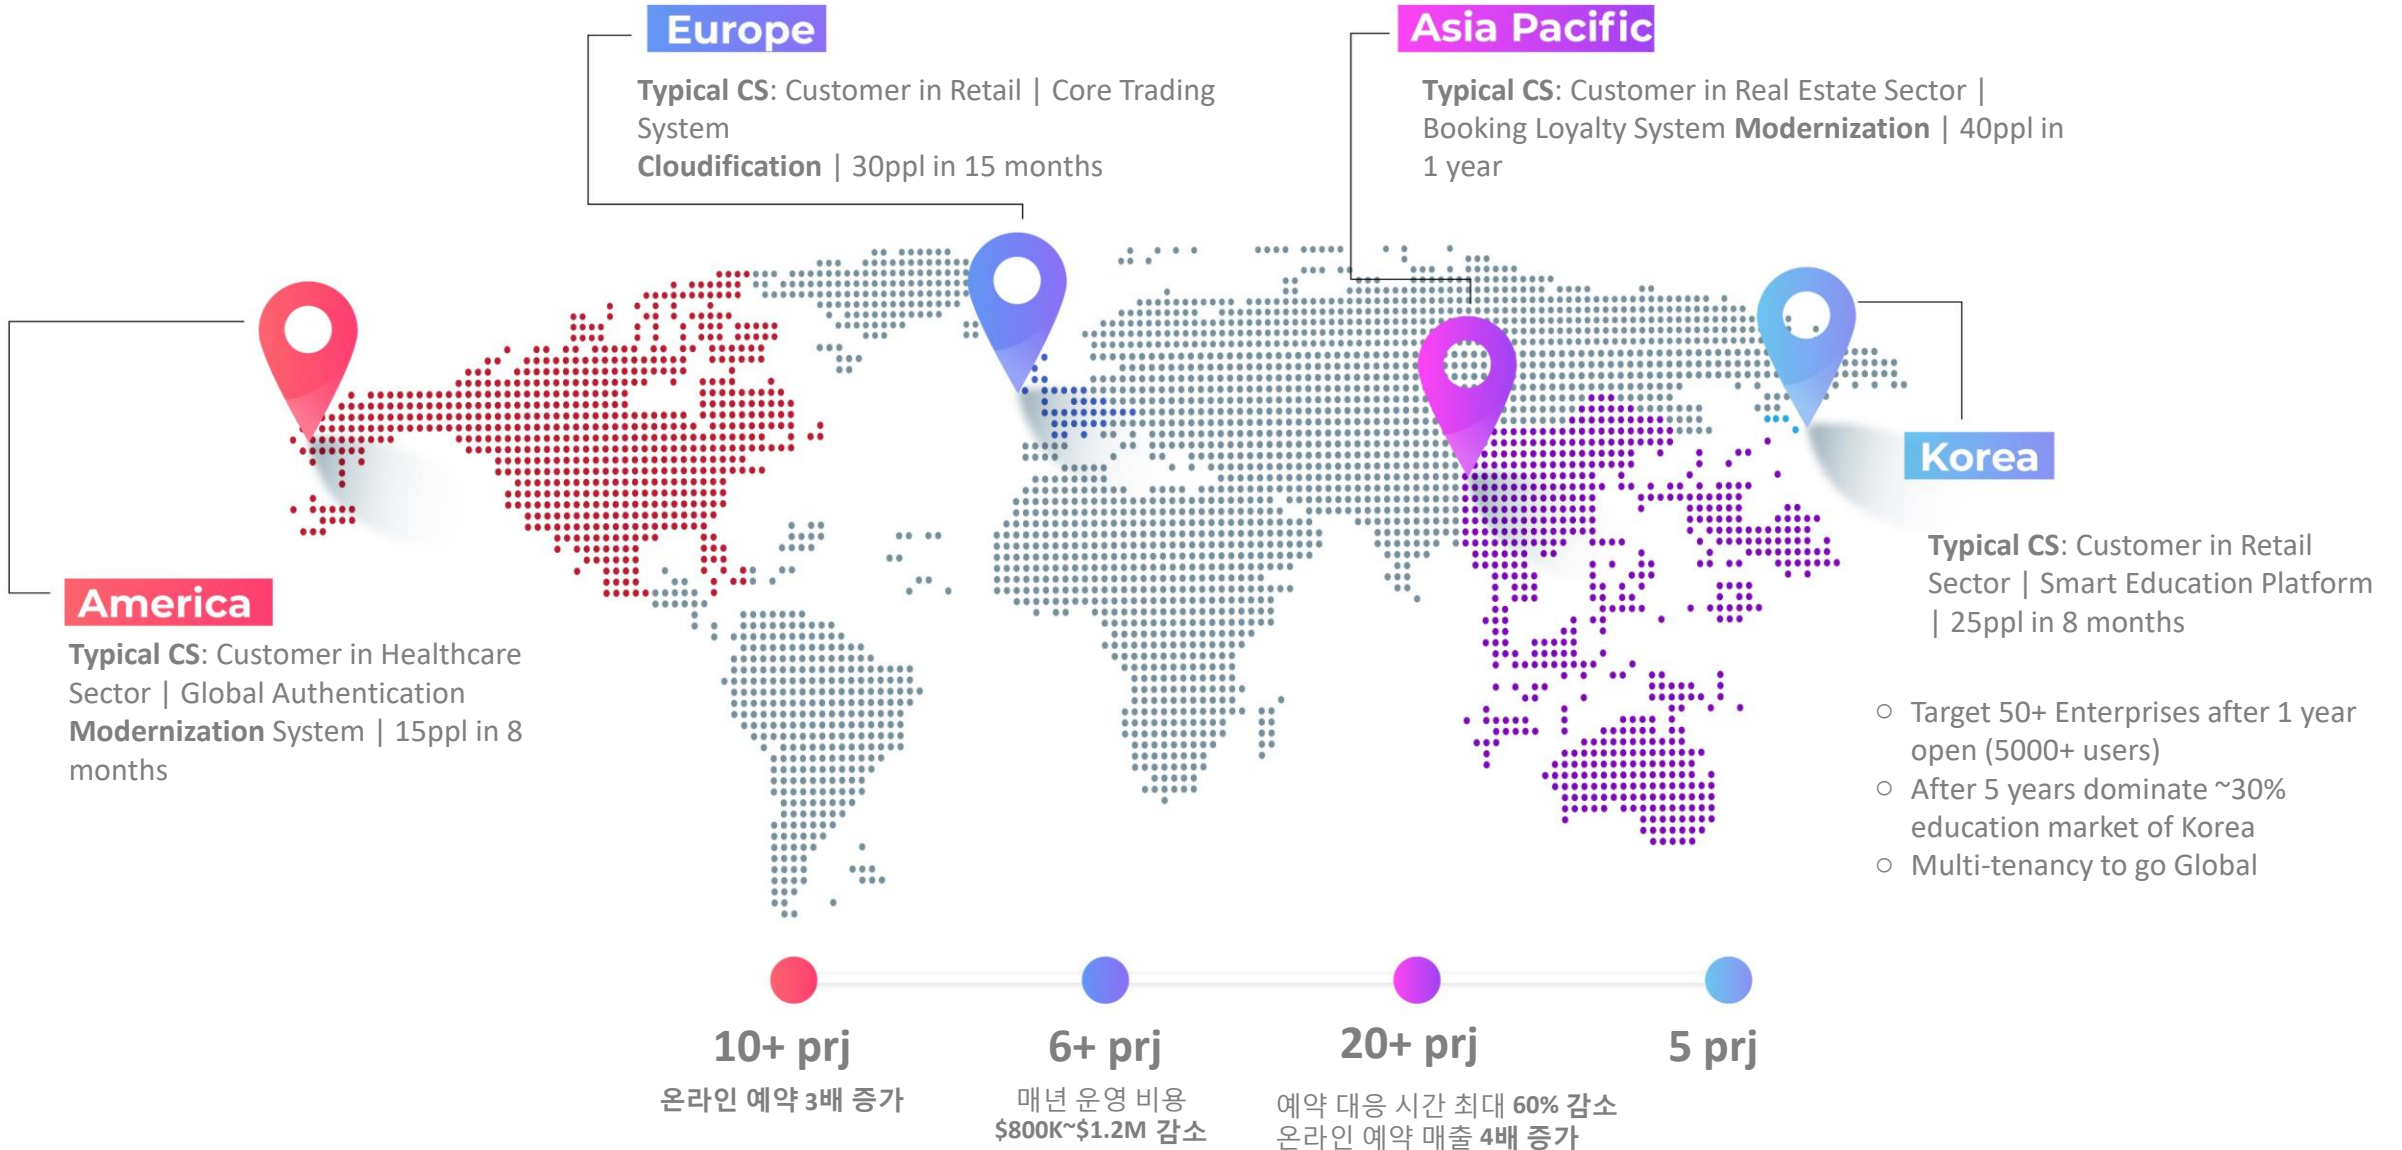 Europe
Typical CS: Customer in Retail | Core Trading
System
Cloudification | 30ppl in 15 months
Asia Pacific
Typical CS: Customer in Real Estate Sector |
Booking Loyalty System Modernization | 40ppl in
1 year
America
Typical CS: Customer in Healthcare
Sector | Global Authentication
Modernization System | 15ppl in 8
months
Korea
Typical CS: Customer in Retail
Sector | Smart Education Platform
| 25ppl in 8 months
○ Target 50+ Enterprises after 1 year
open (5000+ users)
○ After 5 years dominate ~30%
education market of Korea
○ Multi-tenancy to go Global
10+ prj
온라인 예약 3배 증가
6+ prj
매년 운영 비용
$800K~$1.2M 감소
20+ prj
예약 대응 시간 최대 60% 감소
온라인 예약 매출 4배 증가
5 prj